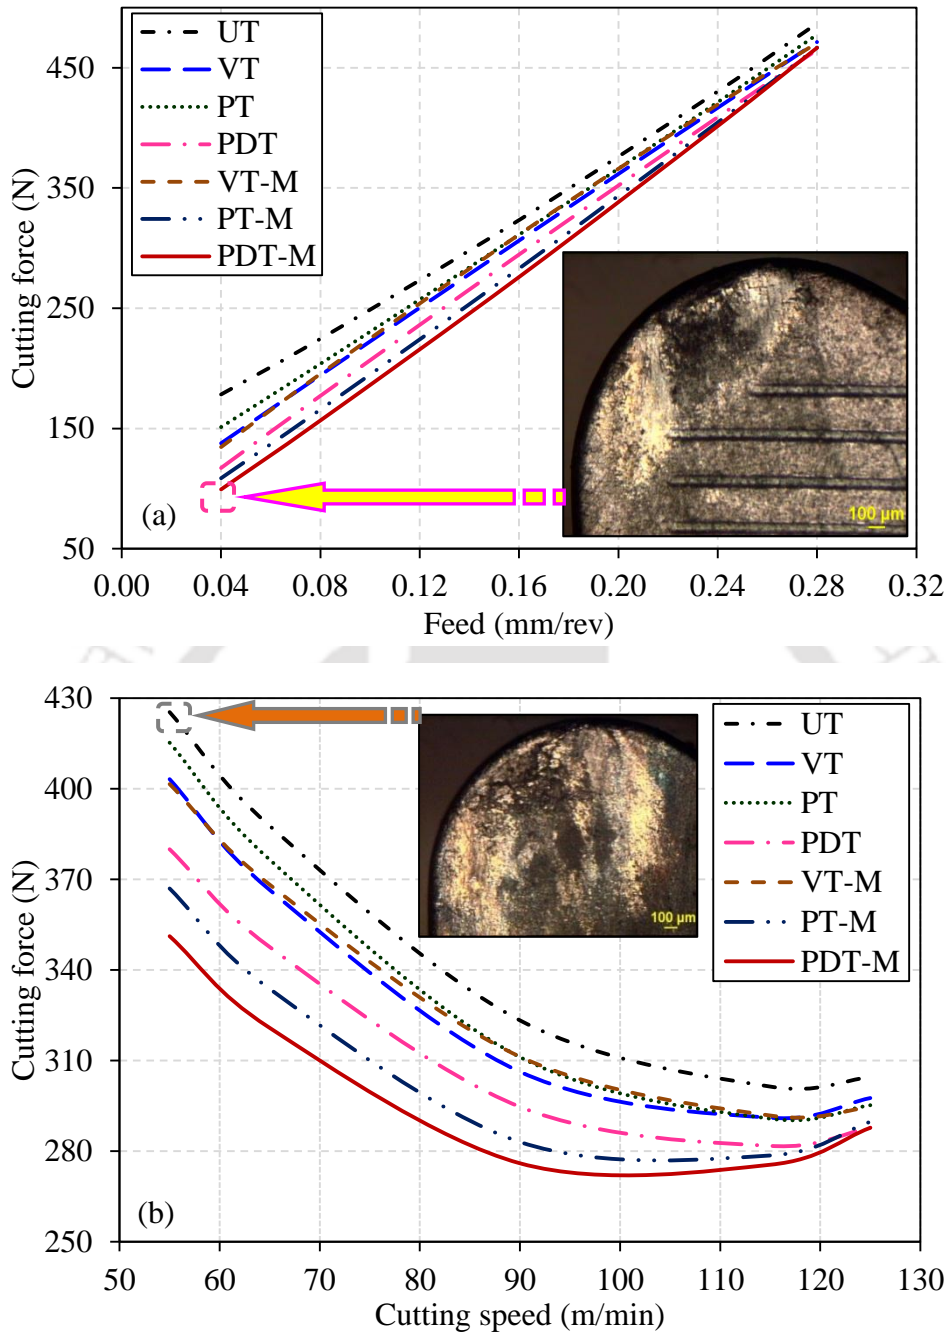 UT
VT
PT
PDT
VT-M
PT-M
PDT-M
450
350
250
150
50
Cutting force (N)
(a)
100 µm
0.00 0.04 0.08 0.12 0.16 0.20 0.24 0.28 0.32
Feed (mm/rev)
430
400
370
340
310
280
250
Cutting force (N)
100 µm
UT
VT
PT
PDT
VT-M
PT-M
PDT-M
(b)
50 60 70 80 90 100 110 120 130
Cutting speed (m/min)